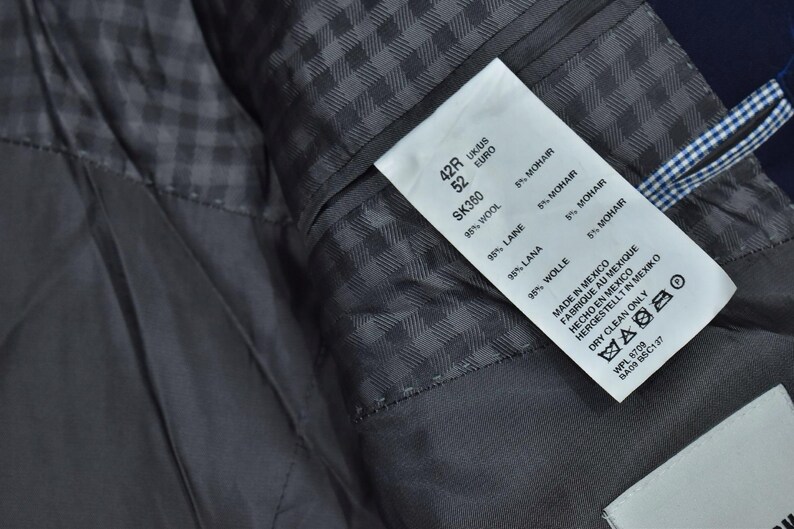 42R UK/US
52 EURO
SK360
95% WOOL 5% MOHAIR
95% LAINE 5% MOHAIR
95% LANA 5% MOHAIR
95% WOLLE 5% MOHAIR
MADE IN MEXICO
FABRIQUE AU MEXIQUE
HECHO EN MEXICO
HERGESTELLT IN MEXIKO
DRY CLEAN ONLY
P
WPL 8709
BA09 BSC137